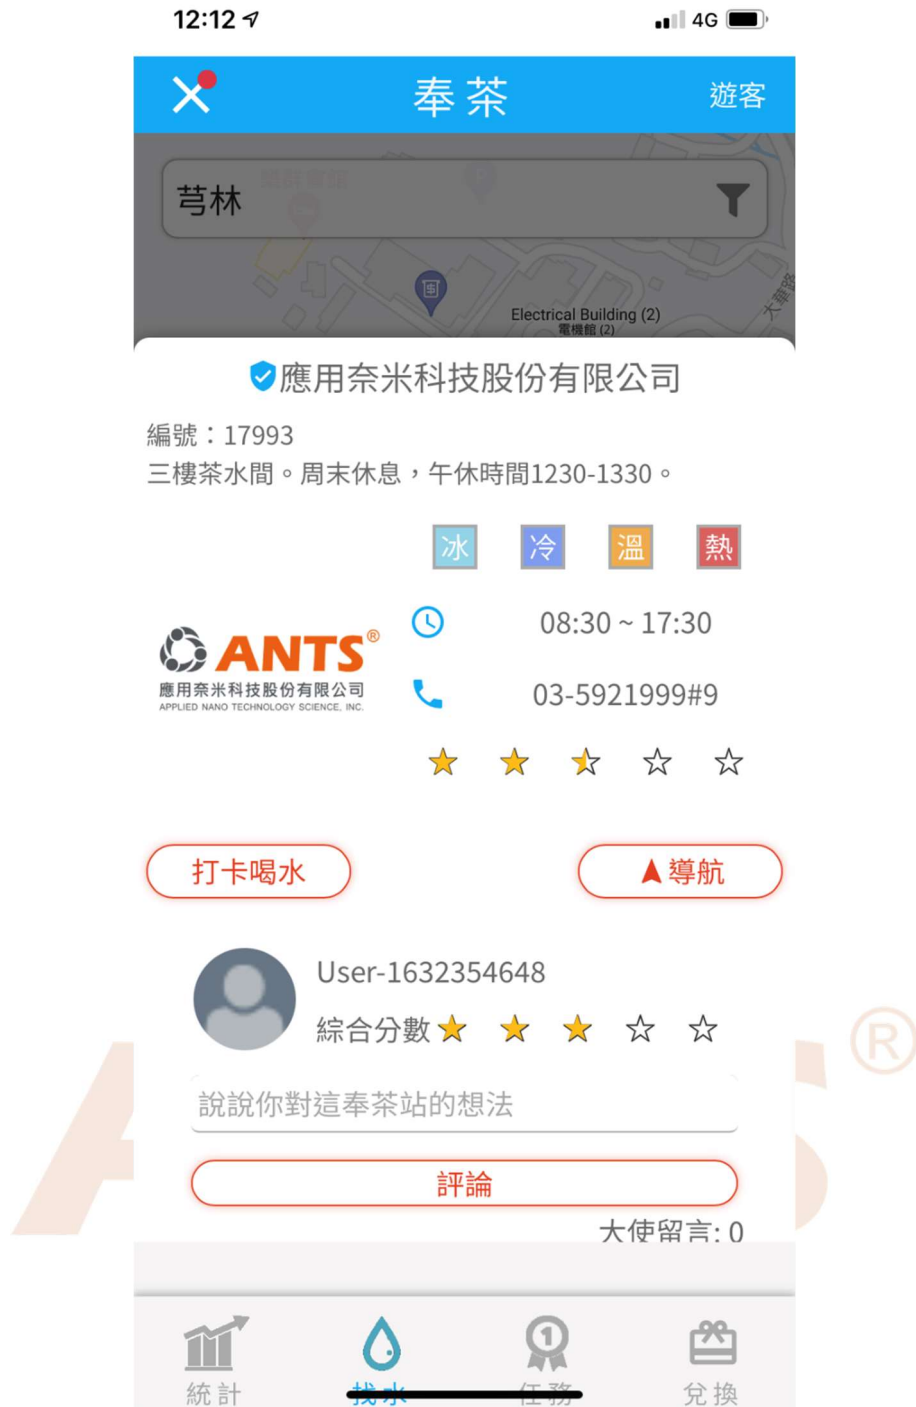 12:12
4G
奉茶
遊客
芎林
Electrical Building (2)
電機館 (2)
大華路
應用奈米科技股份有限公司
編號：17993
三樓茶水間。周末休息，午休時間1230-1330。
冰 冷 溫 熱
08:30 ~ 17:30
ANTS®
應用奈米科技股份有限公司
APPLIED NANO TECHNOLOGY SCIENCE, INC.
03-5921999#9
打卡喝水
導航
User-1632354648
綜合分數
說說你對這奉茶站的想法
評論
大使留言: 0
統計
找水
任務
兌換